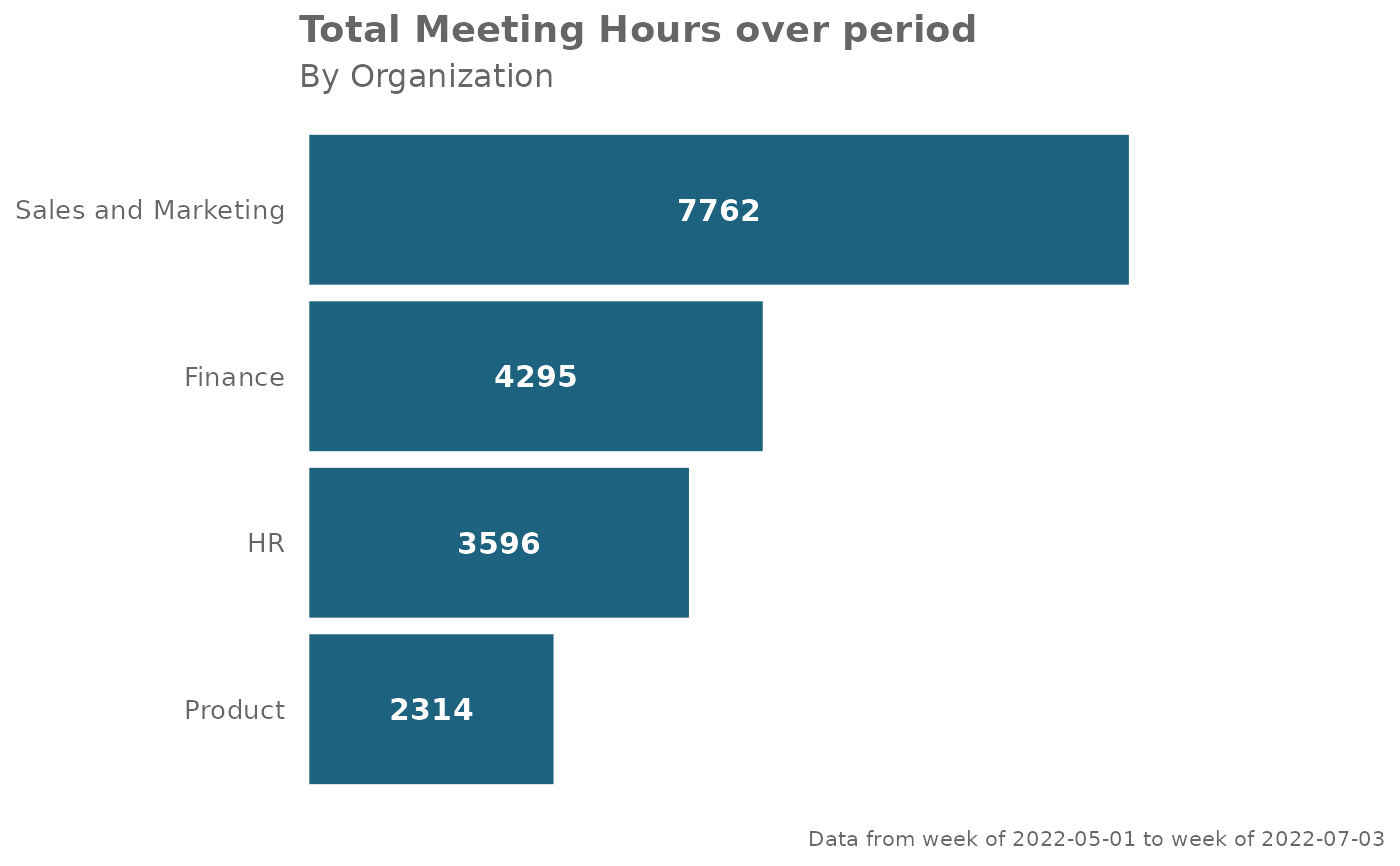 Total Meeting Hours over period
By Organization
Sales and Marketing
7762
Finance
4295
HR
3596
Product
2314
Data from week of 2022-05-01 to week of 2022-07-03